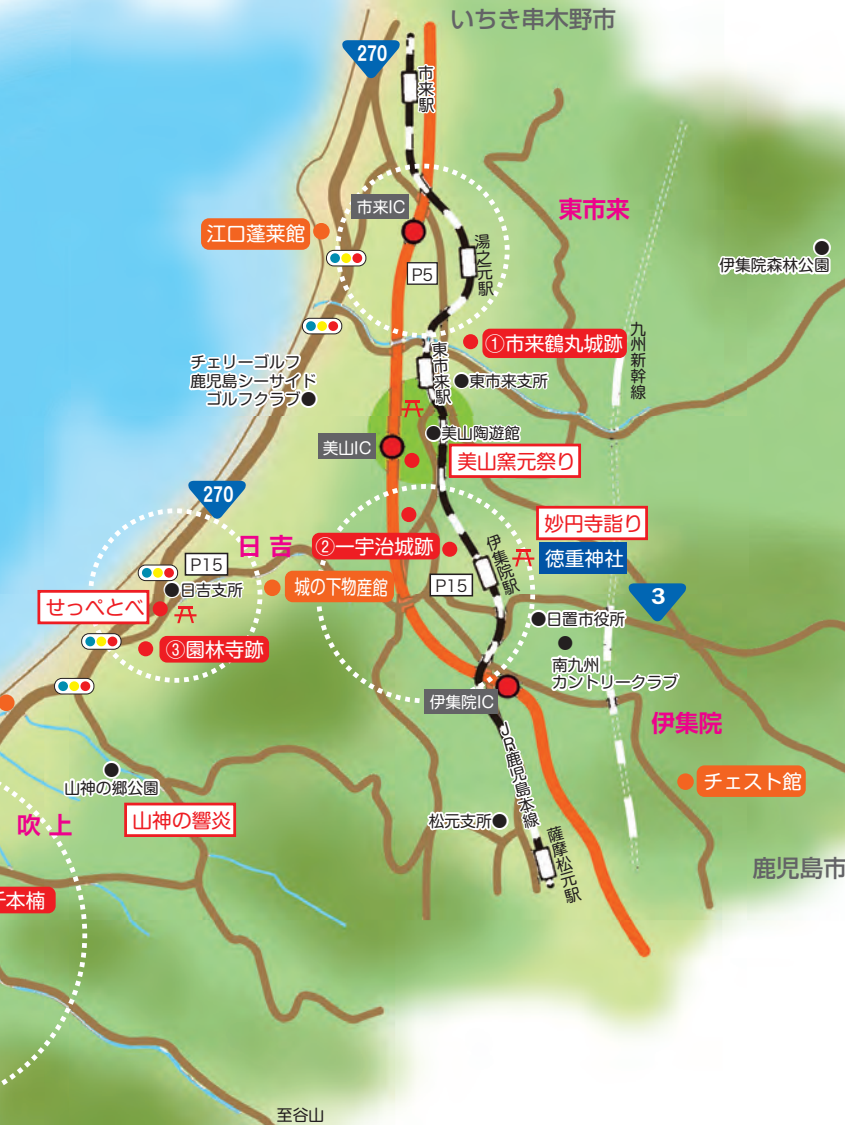 いちき串木野市
270
市来駅
市来IC
東市来
江口蓬莱館
湯之元駅
伊集院森林公園
P5
九州新幹線
①市来鶴丸城跡
東市来駅
チェリーゴルフ
鹿児島シーサイド
ゴルフクラブ
東市来支所
美山陶遊館
美山IC
美山窯元祭り
270
妙円寺詣り
日吉
②一宇治城跡
伊集院駅
徳重神社
P15
日吉支所
城の下物産館
P15
3
せっぺとべ
日置市役所
③園林寺跡
南九州
カントリークラブ
伊集院IC
伊集院
JR鹿児島本線
山神の郷公園
チェスト館
吹上
山神の響炎
松元支所
薩摩松元駅
鹿児島市
千本楠
至谷山